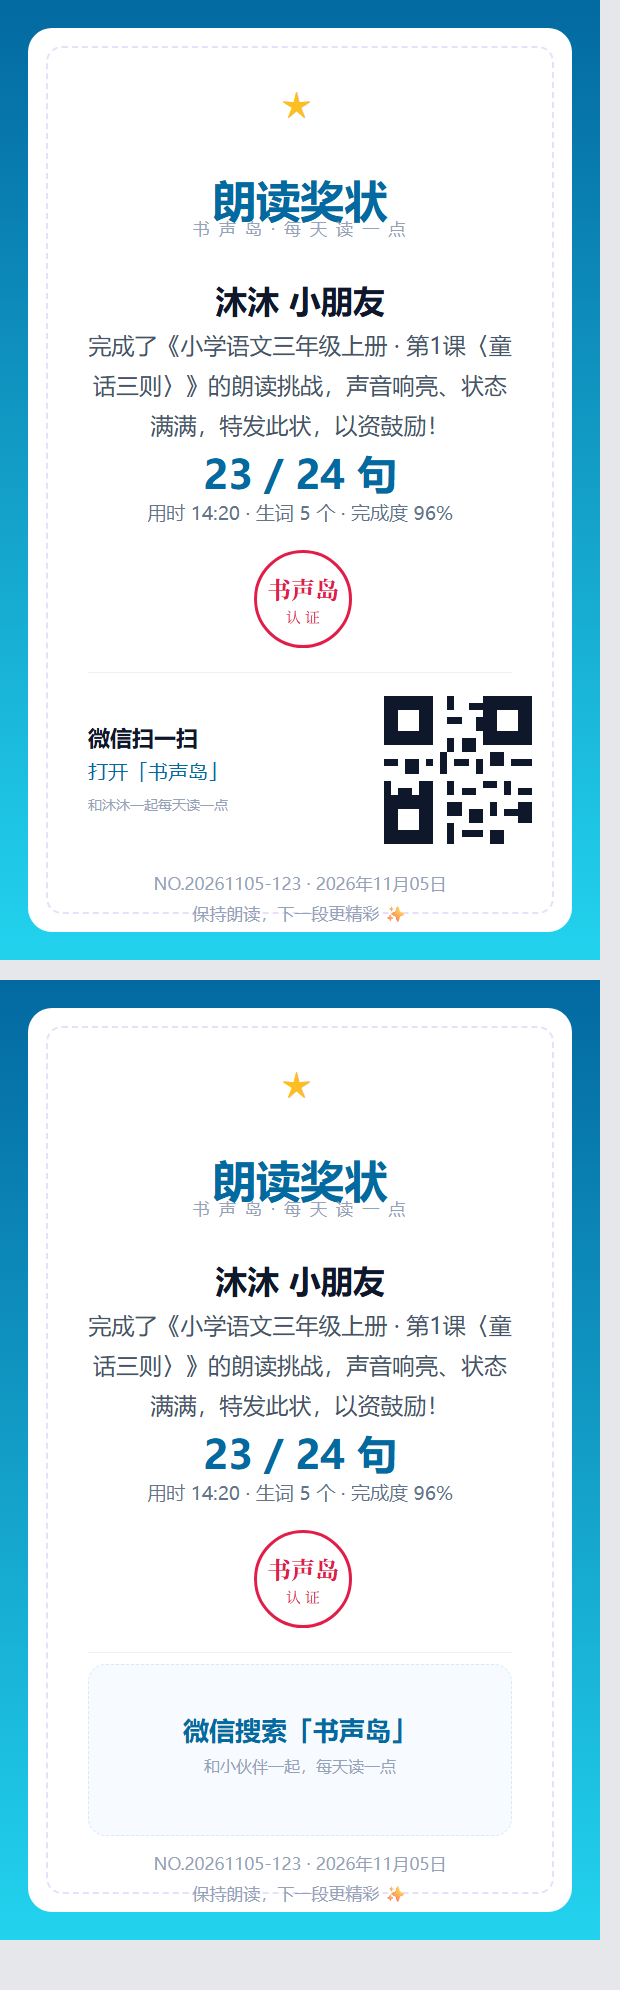 朗读奖状
书声岛·每天读一点
沐沐 小朋友
完成了《小学语文三年级上册 · 第1课〈童
话三则〉》的朗读挑战，声音响亮、状态
满满，特发此状，以资鼓励！
23 / 24 句
用时 14:20 · 生词 5 个 · 完成度 96%
书声岛
认证
微信扫一扫
打开「书声岛」
和沐沐一起每天读一点
NO.20261105-123 · 2026年11月05日
保持朗读，下一段更精彩 ✨
朗读奖状
书声岛·每天读一点
沐沐 小朋友
完成了《小学语文三年级上册 · 第1课〈童
话三则〉》的朗读挑战，声音响亮、状态
满满，特发此状，以资鼓励！
23 / 24 句
用时 14:20 · 生词 5 个 · 完成度 96%
书声岛
认证
微信搜索「书声岛」
和小伙伴一起，每天读一点
NO.20261105-123 · 2026年11月05日
保持朗读，下一段更精彩 ✨